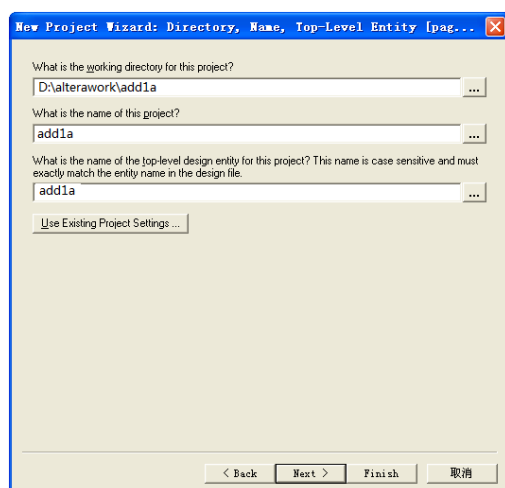 New Project Wizard: Directory, Name, Top-Level Entity [pag...
What is the working directory for this project?
D:\alterawork\add1a
...
What is the name of this project?
add1a
...
What is the name of the top-level design entity for this project? This name is case sensitive and must
exactly match the entity name in the design file.
add1a
...
Use Existing Project Settings ...
< Back Next > Finish 取消